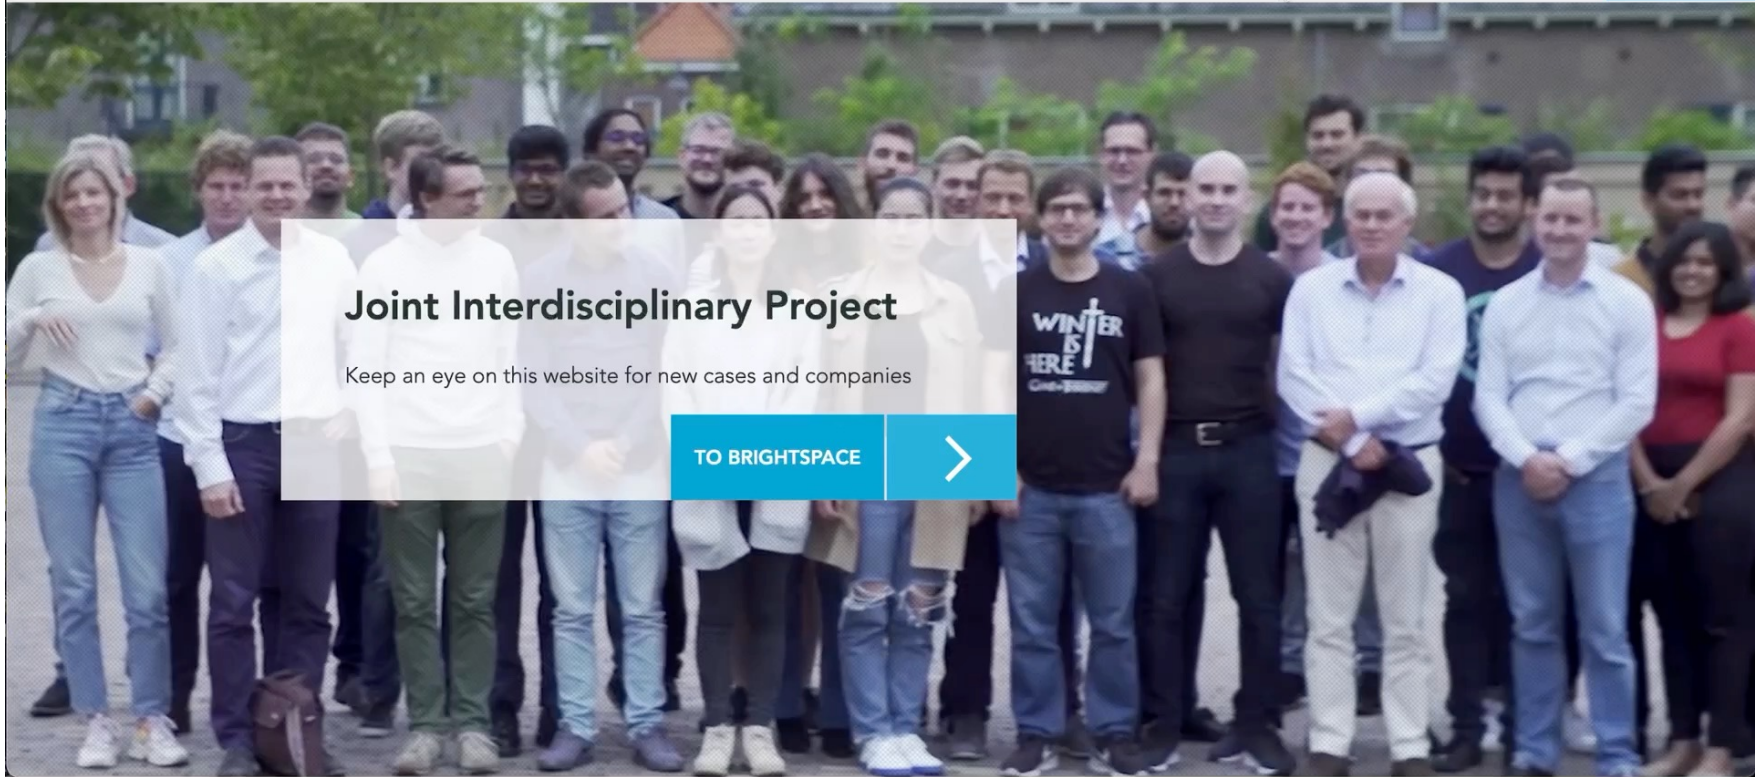 Joint Interdisciplinary Project
Keep an eye on this website for new cases and companies
TO BRIGHTSPACE
WINTER
IS
HERE